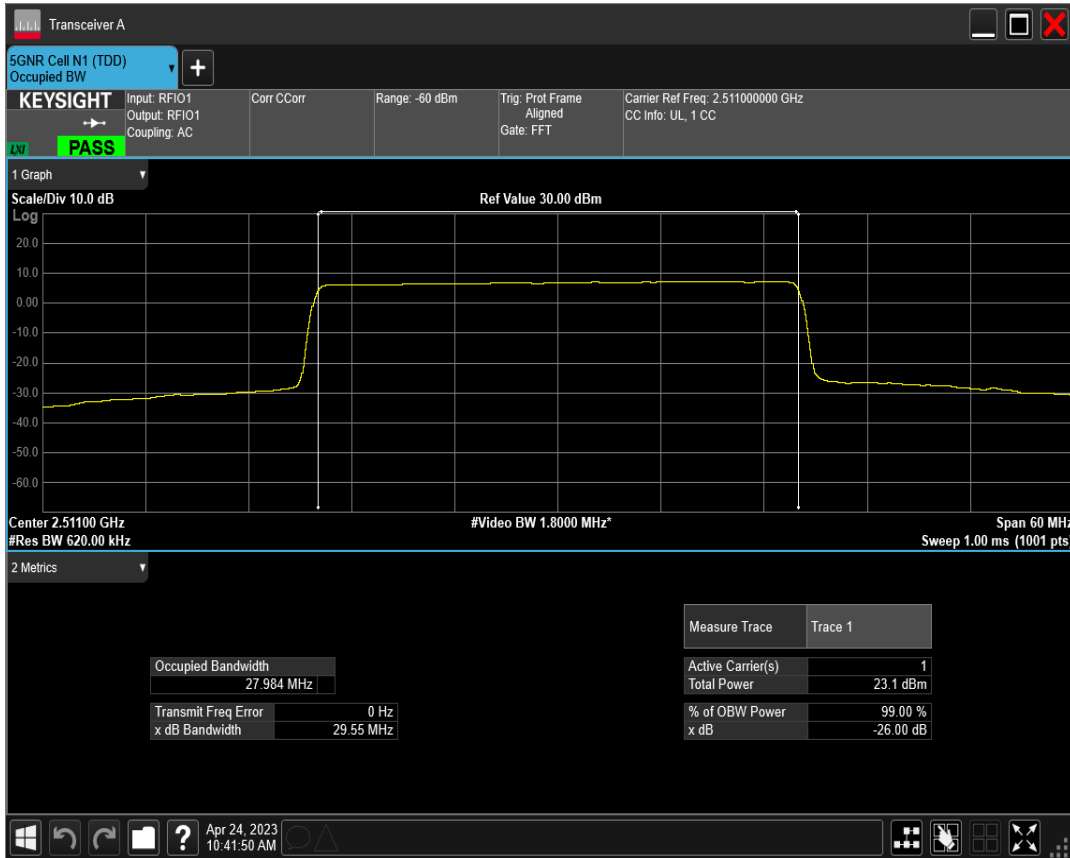 Transceiver A
5GNR Cell N1 (TDD)
Occupied BW
+
KEYSIGHT
LXI
PASS
Input: RFIO1
Output: RFIO1
Coupling: AC
Corr CCorr
Range: -60 dBm
Trig: Prot Frame
Aligned
Gate: FFT
Carrier Ref Freq: 2.511000000 GHz
CC Info: UL, 1 CC
1 Graph
Scale/Div 10.0 dB
Ref Value 30.00 dBm
Log
20.0
10.0
0.00
-10.0
-20.0
-30.0
-40.0
-50.0
-60.0
Center 2.51100 GHz
#Video BW 1.8000 MHz*
Span 60 MHz
#Res BW 620.00 kHz
Sweep 1.00 ms (1001 pts)
2 Metrics
Measure Trace Trace 1
Occupied Bandwidth
27.984 MHz
Active Carrier(s) 1
Total Power 23.1 dBm
Transmit Freq Error 0 Hz
x dB Bandwidth 29.55 MHz
% of OBW Power 99.00 %
x dB -26.00 dB
?
Apr 24, 2023
10:41:50 AM